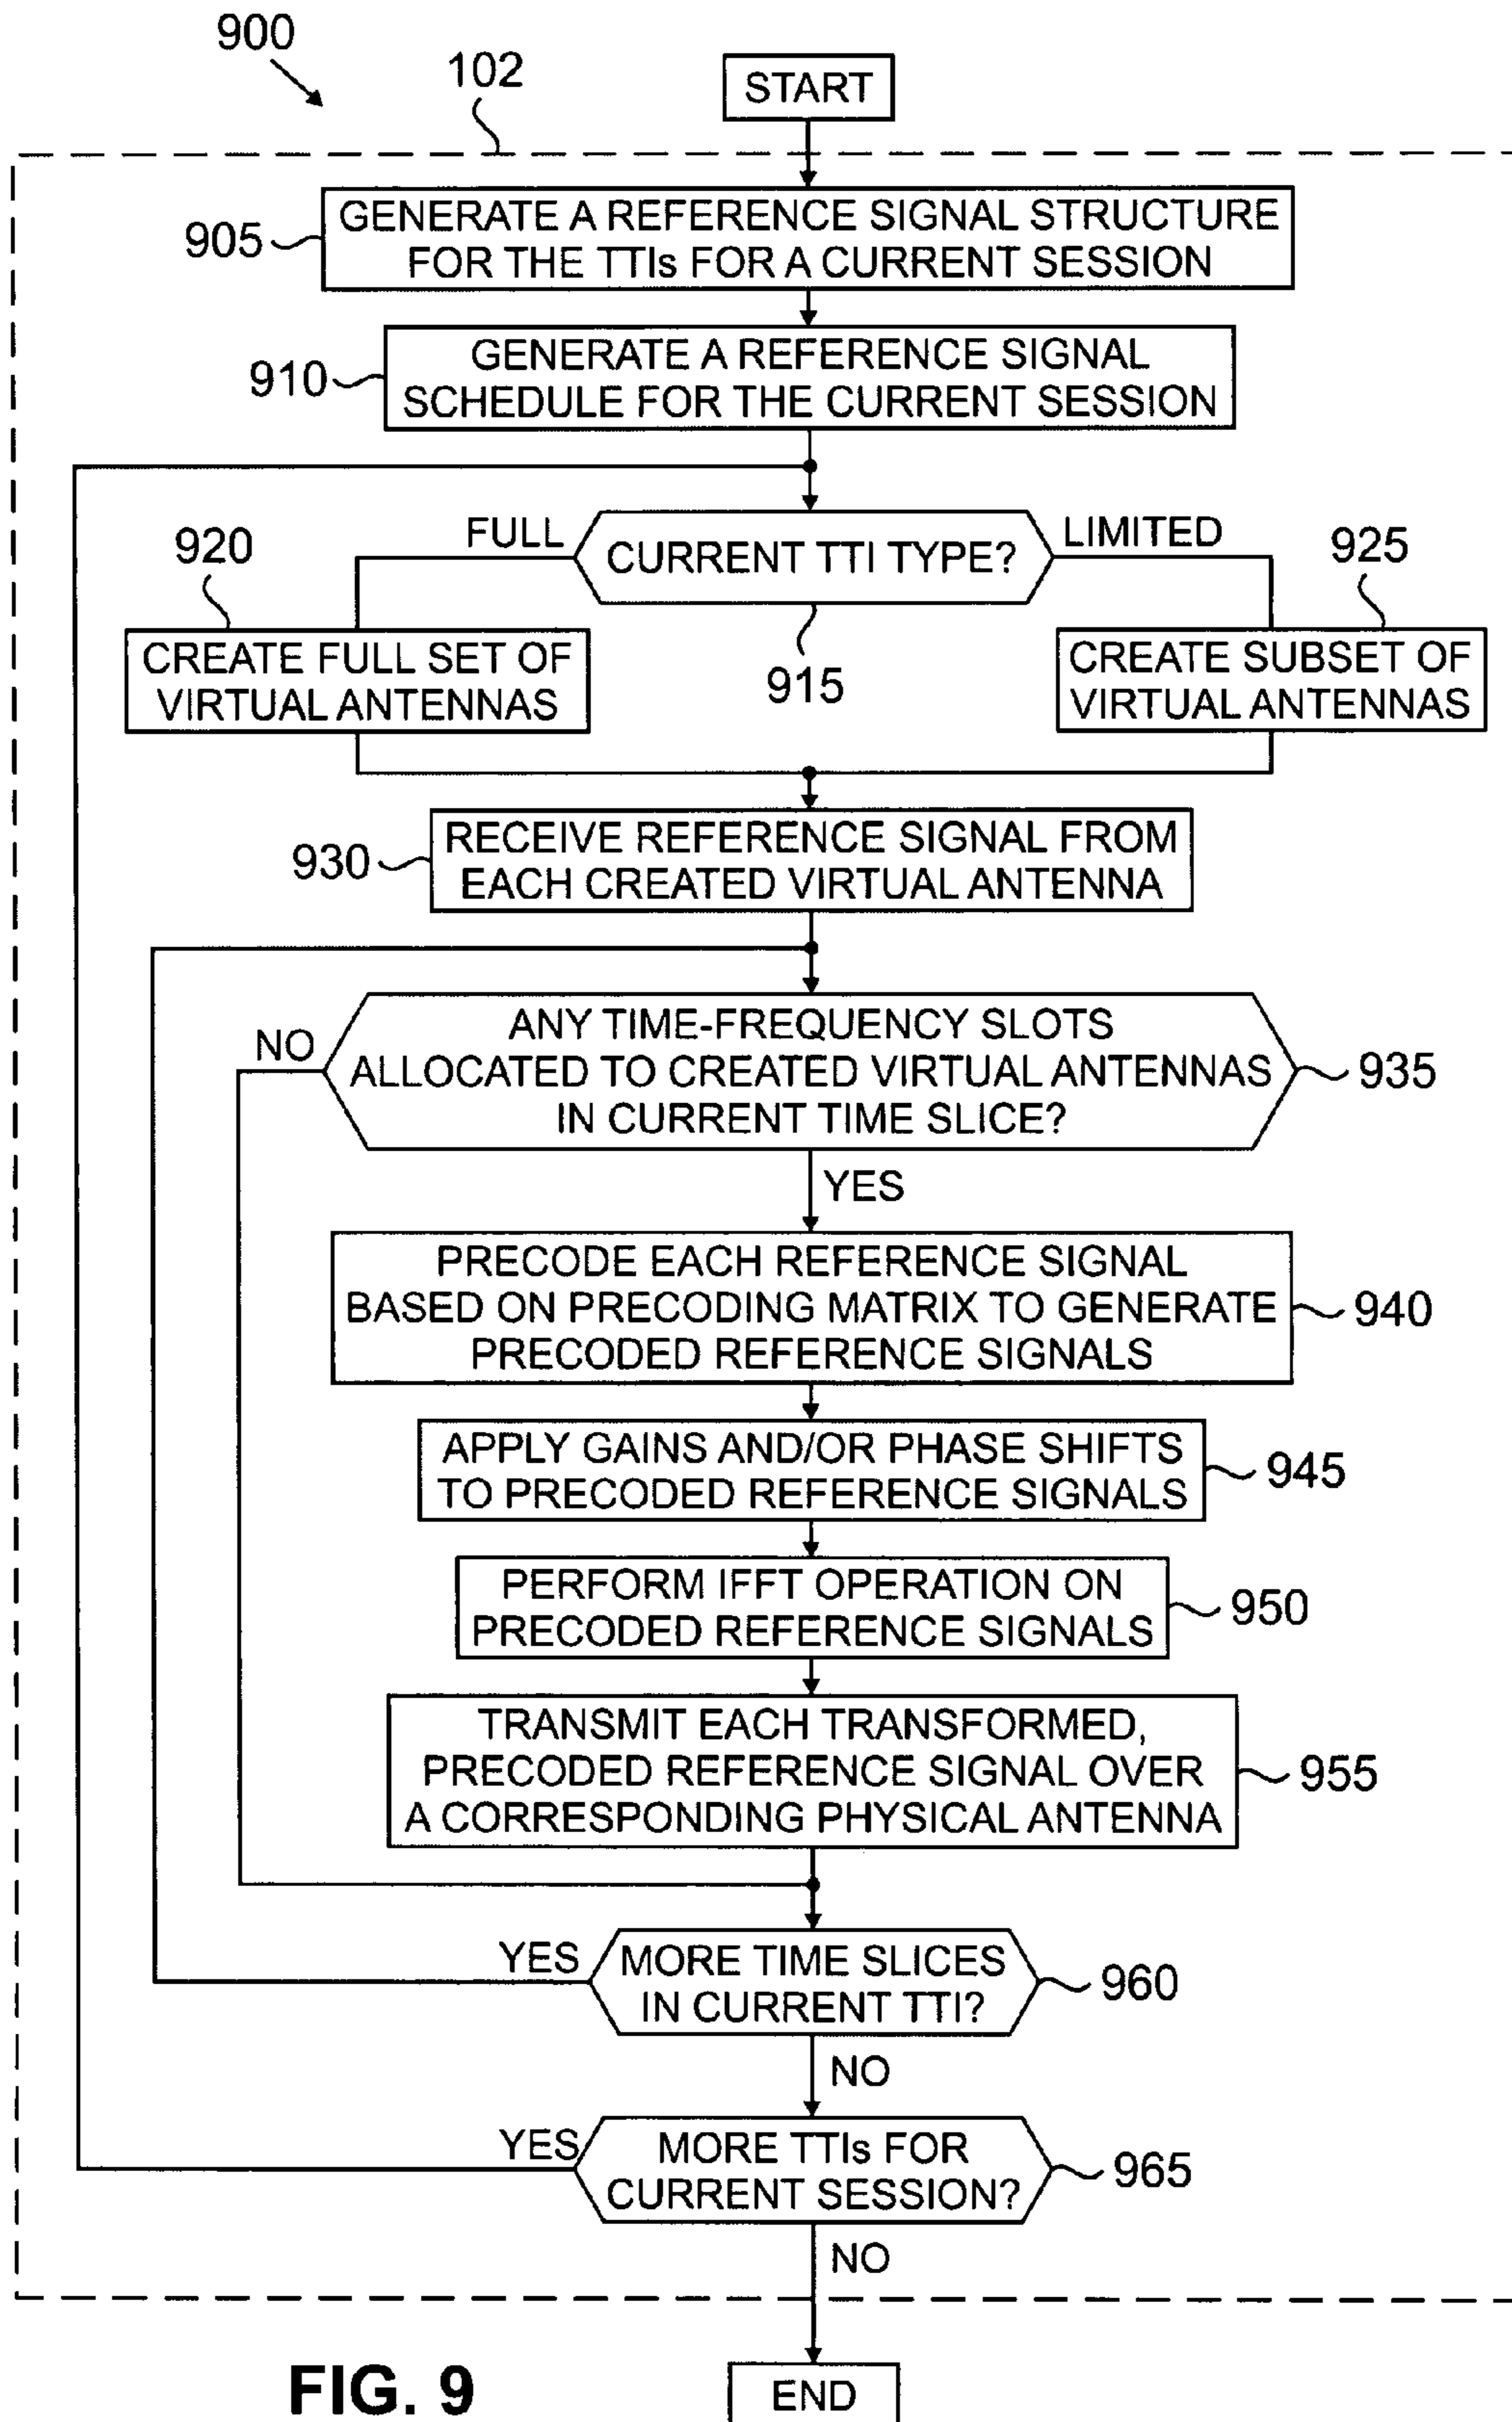 900
102
START
GENERATE A REFERENCE SIGNAL STRUCTURE
FOR THE TTIs FOR A CURRENT SESSION
905
GENERATE A REFERENCE SIGNAL
SCHEDULE FOR THE CURRENT SESSION
910
FULL
CURRENT TTI TYPE?
LIMITED
915
920
CREATE FULL SET OF
VIRTUAL ANTENNAS
925
CREATE SUBSET OF
VIRTUAL ANTENNAS
RECEIVE REFERENCE SIGNAL FROM
EACH CREATED VIRTUAL ANTENNA
930
NO
ANY TIME-FREQUENCY SLOTS
ALLOCATED TO CREATED VIRTUAL ANTENNAS
IN CURRENT TIME SLICE?
935
YES
PRECODE EACH REFERENCE SIGNAL
BASED ON PRECODING MATRIX TO GENERATE
PRECODED REFERENCE SIGNALS
940
APPLY GAINS AND/OR PHASE SHIFTS
TO PRECODED REFERENCE SIGNALS
945
PERFORM IFFT OPERATION ON
PRECODED REFERENCE SIGNALS
950
TRANSMIT EACH TRANSFORMED,
PRECODED REFERENCE SIGNAL OVER
A CORRESPONDING PHYSICAL ANTENNA
955
YES
MORE TIME SLICES
IN CURRENT TTI?
960
NO
YES
MORE TTIs FOR
CURRENT SESSION?
965
NO
END
FIG. 9